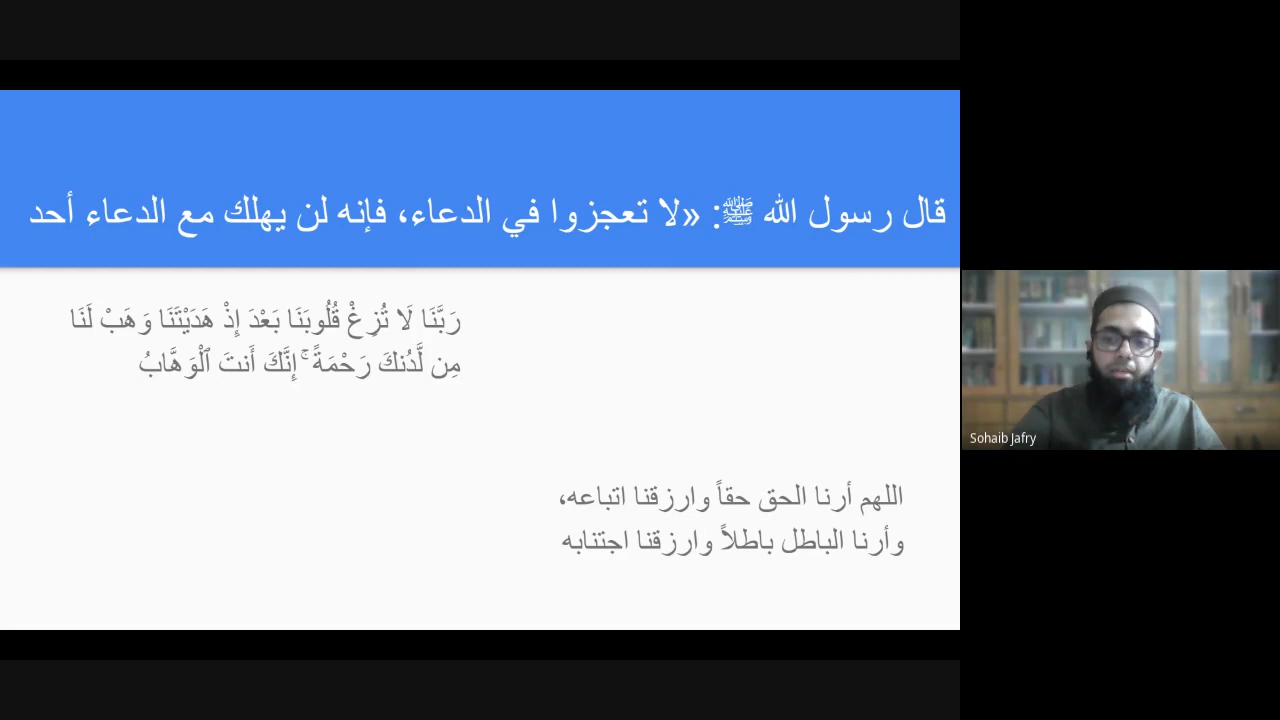 قال رسول الله ﷺ: «لا تعجزوا في الدعاء، فإنه لن يهلك مع الدعاء أحد
رَبَّنَا لَا تُزِغْ قُلُوبَنَا بَعْدَ إِذْ هَدَيْتَنَا وَهَبْ لَنَا
مِن لَّدُنكَ رَحْمَةً ۚ إِنَّكَ أَنتَ ٱلْوَهَّابُ
اللهم أرنا الحق حقاً وارزقنا اتباعه،
وأرنا الباطل باطلاً وارزقنا اجتنابه
Sohaib Jafry